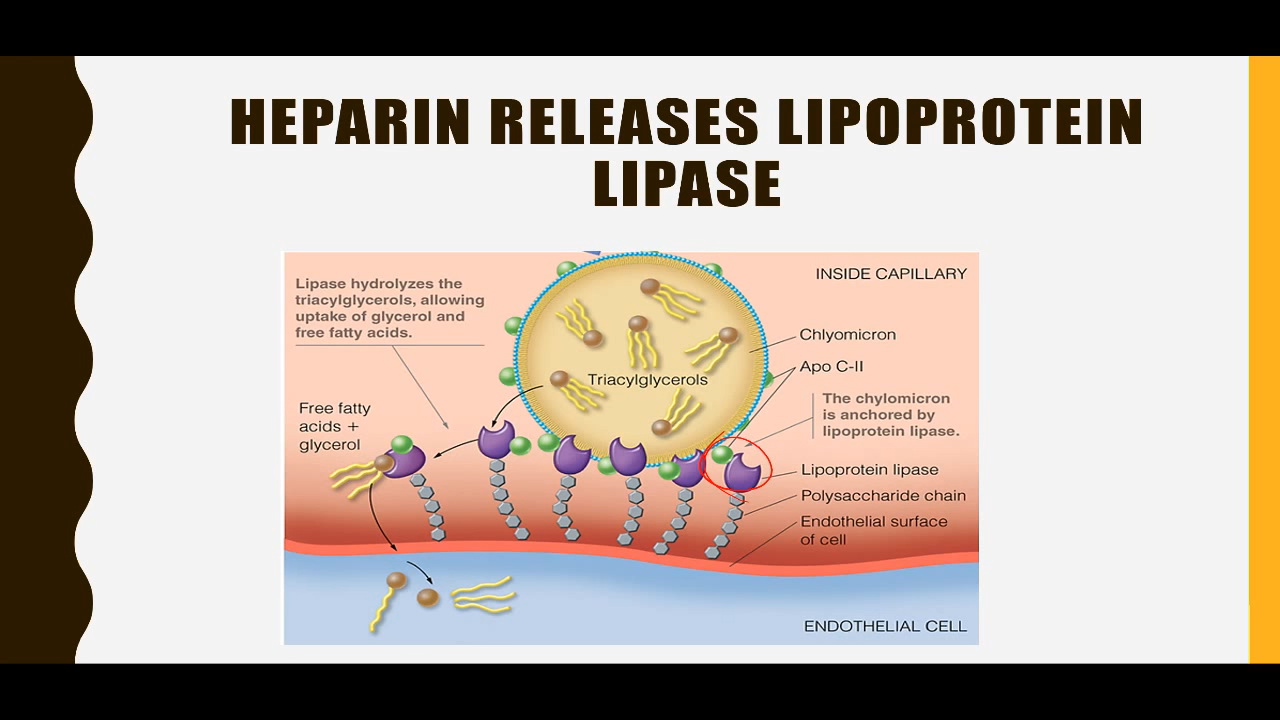 HEPARIN RELEASES LIPOPROTEIN
LIPASE
INSIDE CAPILLARY
Lipase hydrolyzes the
triacylglycerols, allowing
uptake of glycerol and
free fatty acids.
Chlyomicron
Apo C-II
Triacylglycerols
The chylomicron
is anchored by
lipoprotein lipase.
Free fatty
acids +
glycerol
Lipoprotein lipase
Polysaccharide chain
Endothelial surface
of cell
ENDOTHELIAL CELL